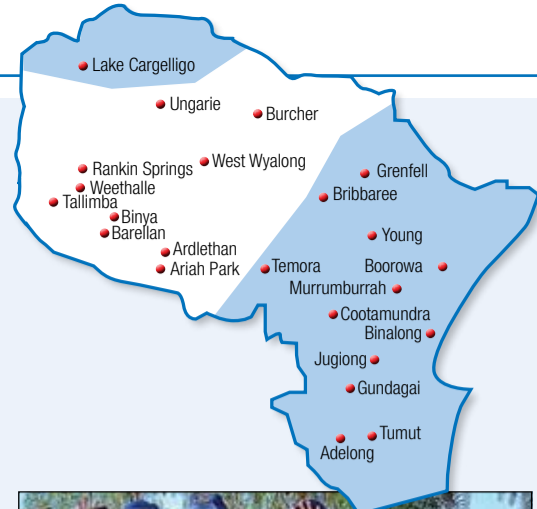 Lake Cargelligo
Ungarie
Burcher
West Wyalong
Rankin Springs
Grenfell
Weethalle
Bribbaree
Tallimba
Binya
Barellan
Young
Ardlethan
Ariah Park
Temora
Boorowa
Murrumburrah
Cootamundra
Binalong
Jugiong
Gundagai
Tumut
Adelong